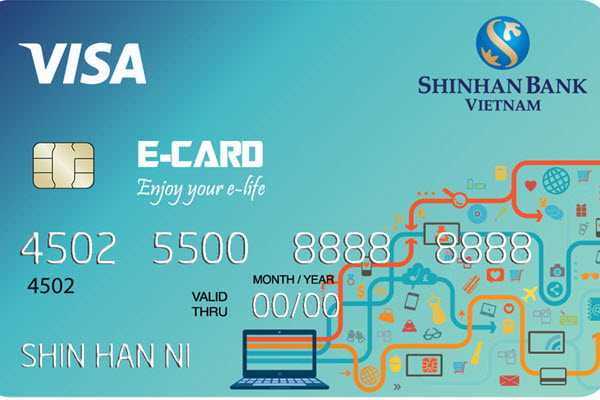 VISA
SHINHAN BANK
VIETNAM
E-CARD
Enjoy your e-life
4502 5500 8888 8888
4502
MONTH / YEAR
VALID
THRU
00/00
SHIN HAN NI